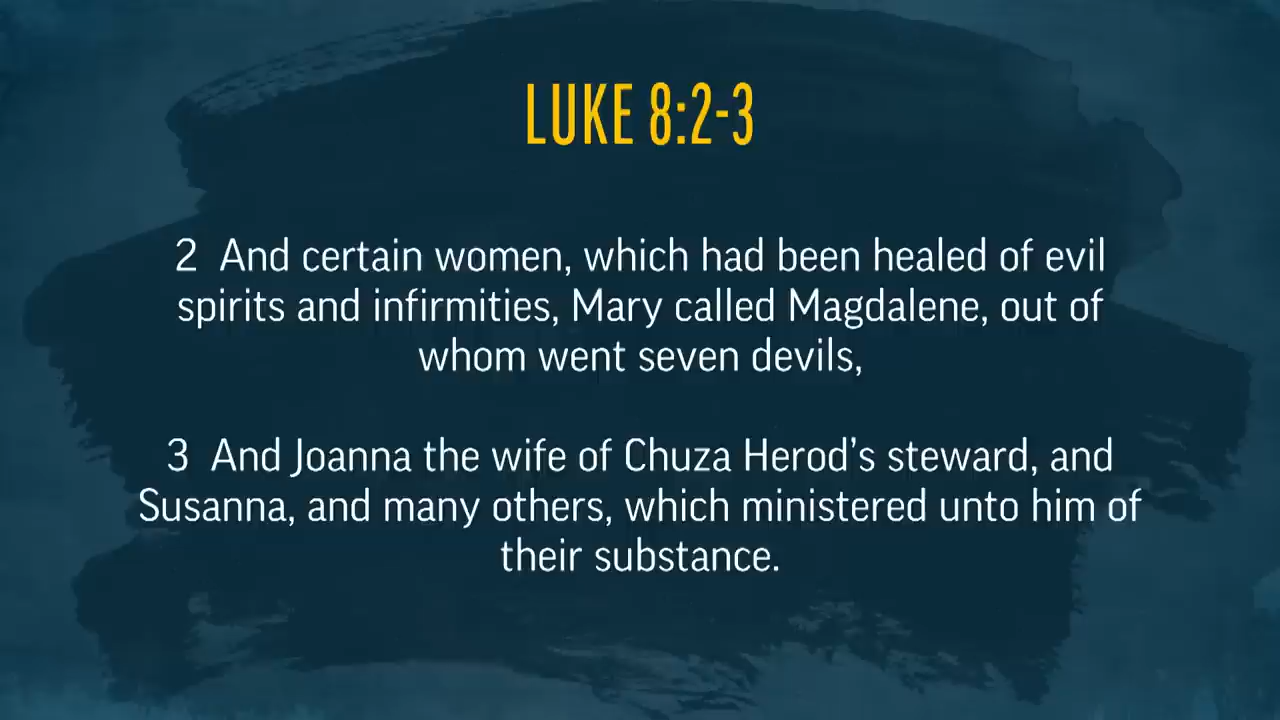 LUKE 8:2-3
2 And certain women, which had been healed of evil
spirits and infirmities, Mary called Magdalene, out of
whom went seven devils,
3 And Joanna the wife of Chuza Herod’s steward, and
Susanna, and many others, which ministered unto him of
their substance.